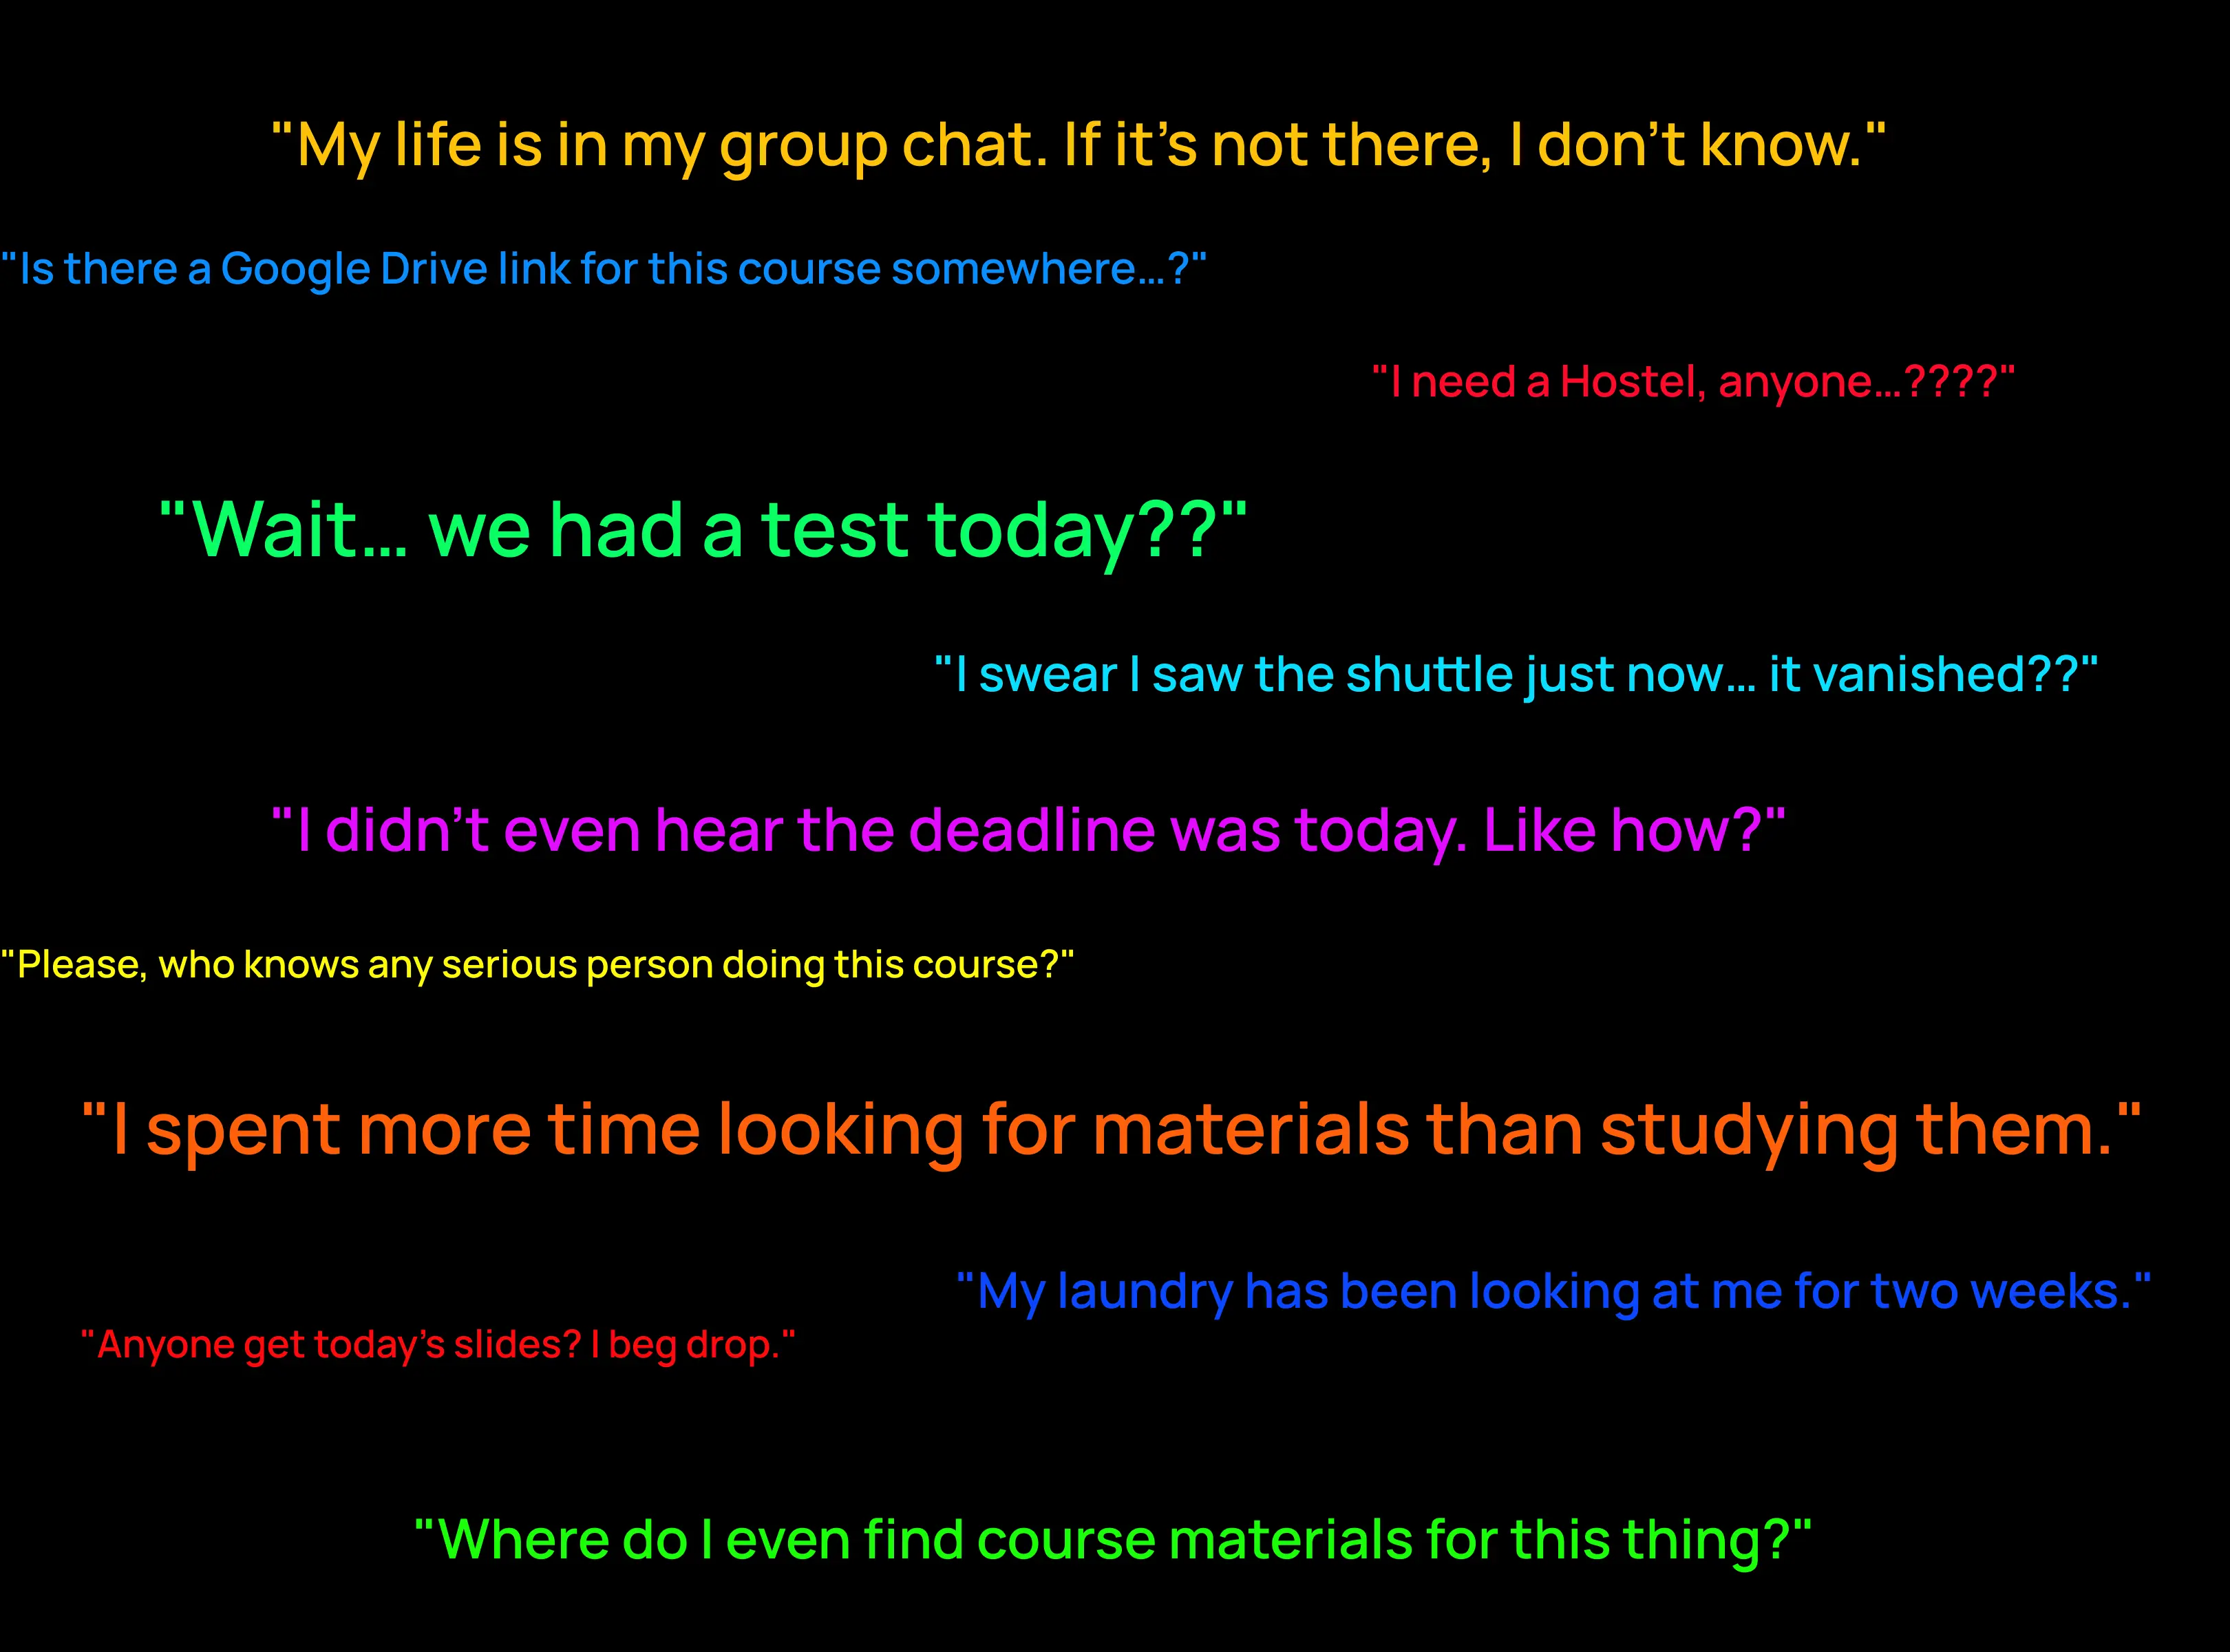 "My life is in my group chat. If it’s not there, I don’t know."
"Is there a Google Drive link for this course somewhere…?"
"I need a Hostel, anyone…????"
"Wait… we had a test today??"
"I swear I saw the shuttle just now… it vanished??"
"I didn’t even hear the deadline was today. Like how?"
"Please, who knows any serious person doing this course?"
"I spent more time looking for materials than studying them."
"My laundry has been looking at me for two weeks."
"Anyone get today’s slides? I beg drop."
"Where do I even find course materials for this thing?"